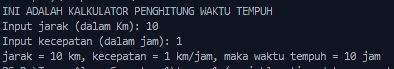 INI ADALAH KALKULATOR PENGHITUNG WAKTU TEMPUH
Input jarak (dalam Km): 10
Input kecepatan (dalam jam): 1
jarak = 10 km, kecepatan = 1 km/jam, maka waktu tempuh = 10 jam